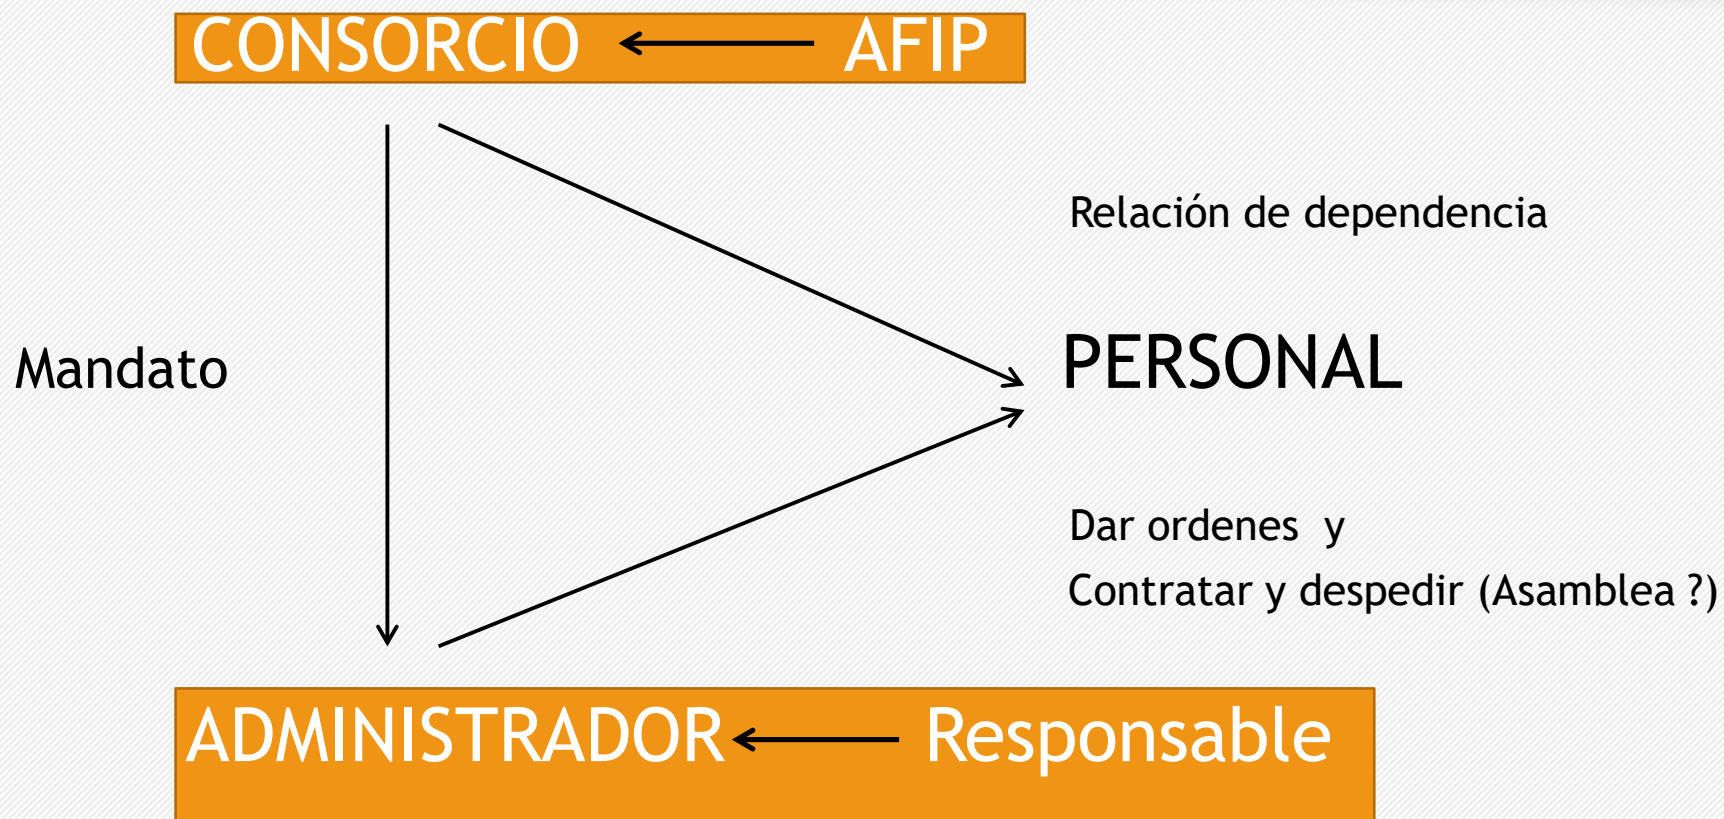 CONSORCIO AFIP
Relación de dependencia
Mandato
PERSONAL
Dar ordenes y
Contratar y despedir (Asamblea ?)
ADMINISTRADOR Responsable